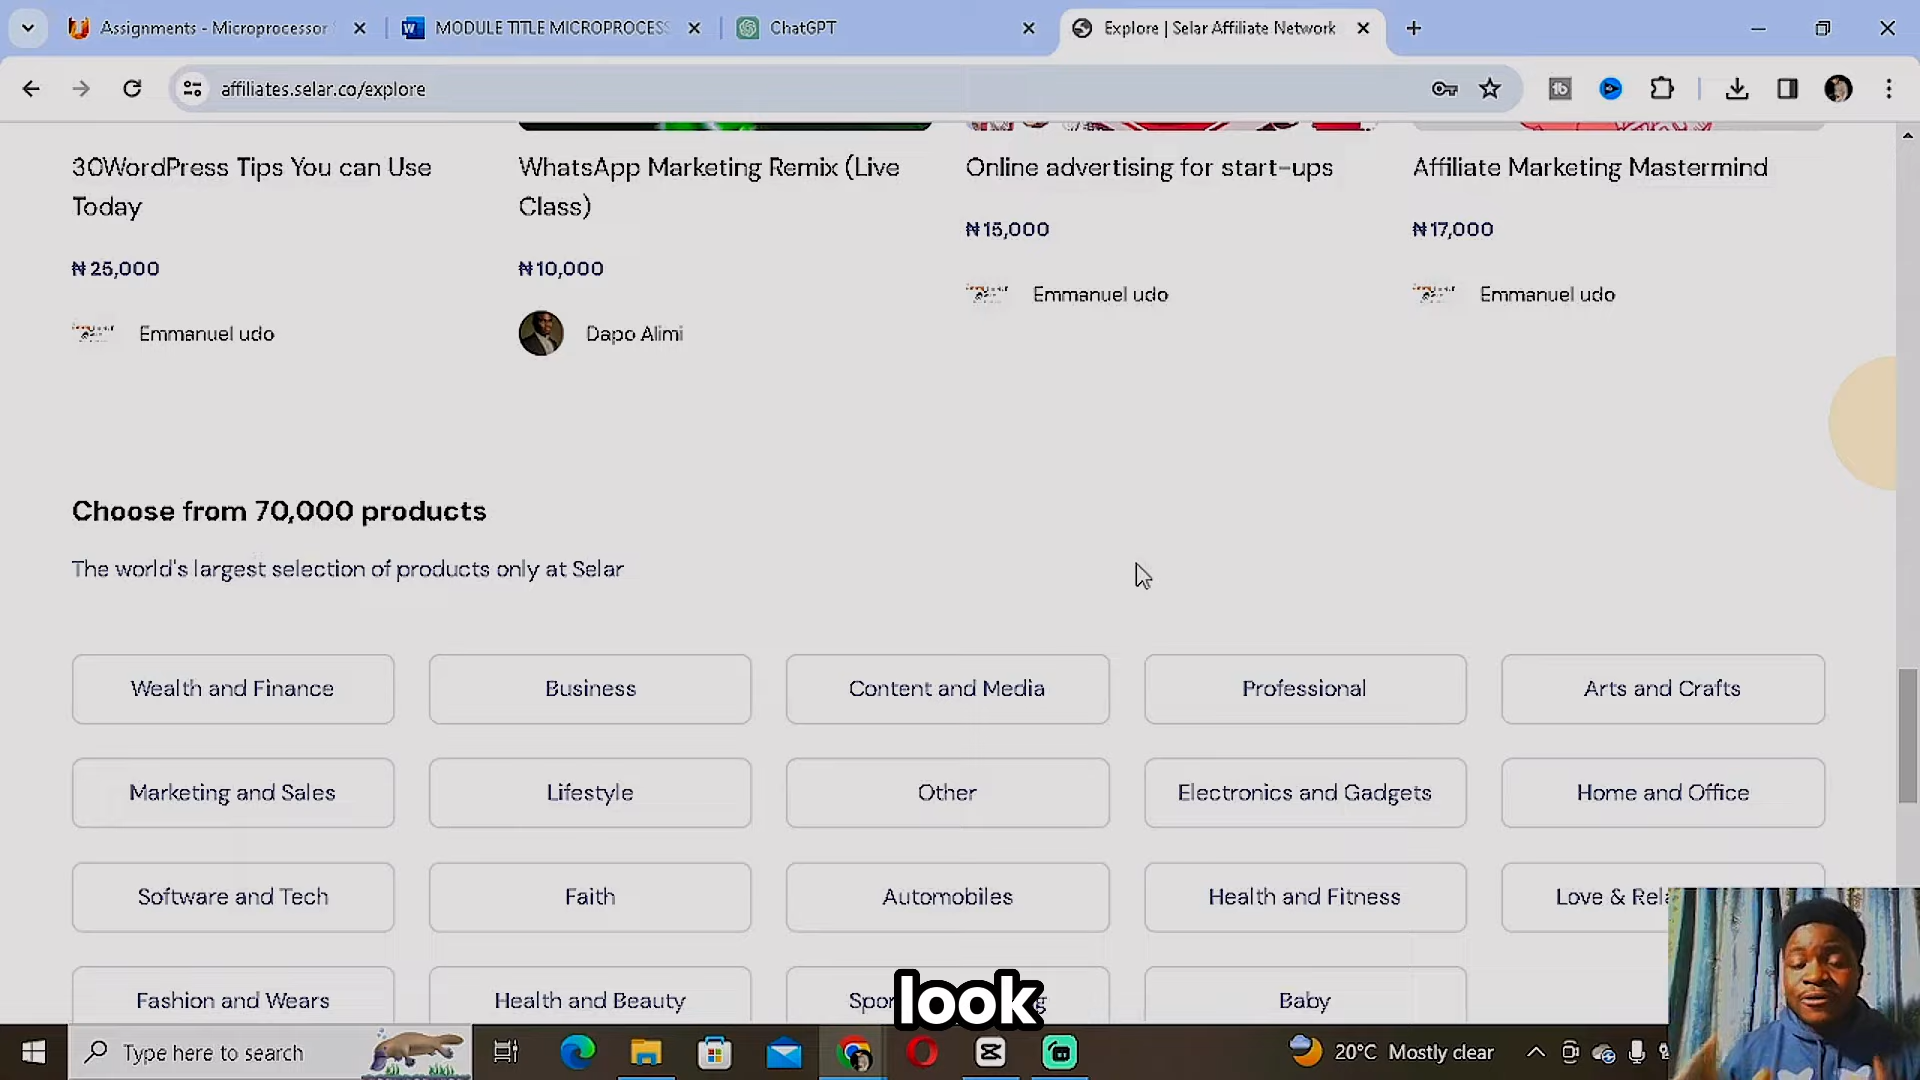 Assignments - Microprocessor
MODULE TITLE MICROPROCESS
ChatGPT
Explore | Selar Affiliate Network
affiliates.selar.co/explore
30WordPress Tips You can Use
Today
₦ 25,000
Emmanuel udo
WhatsApp Marketing Remix (Live
Class)
₦ 10,000
Dapo Alimi
Online advertising for start-ups
₦ 15,000
Emmanuel udo
Affiliate Marketing Mastermind
₦ 17,000
Emmanuel udo
Choose from 70,000 products
The world's largest selection of products only at Selar
Wealth and Finance
Business
Content and Media
Professional
Arts and Crafts
Marketing and Sales
Lifestyle
Other
Electronics and Gadgets
Home and Office
Software and Tech
Faith
Automobiles
Health and Fitness
Love & Rela
Fashion and Wears
Health and Beauty
Spor
Baby
look
Type here to search
20°C Mostly clear